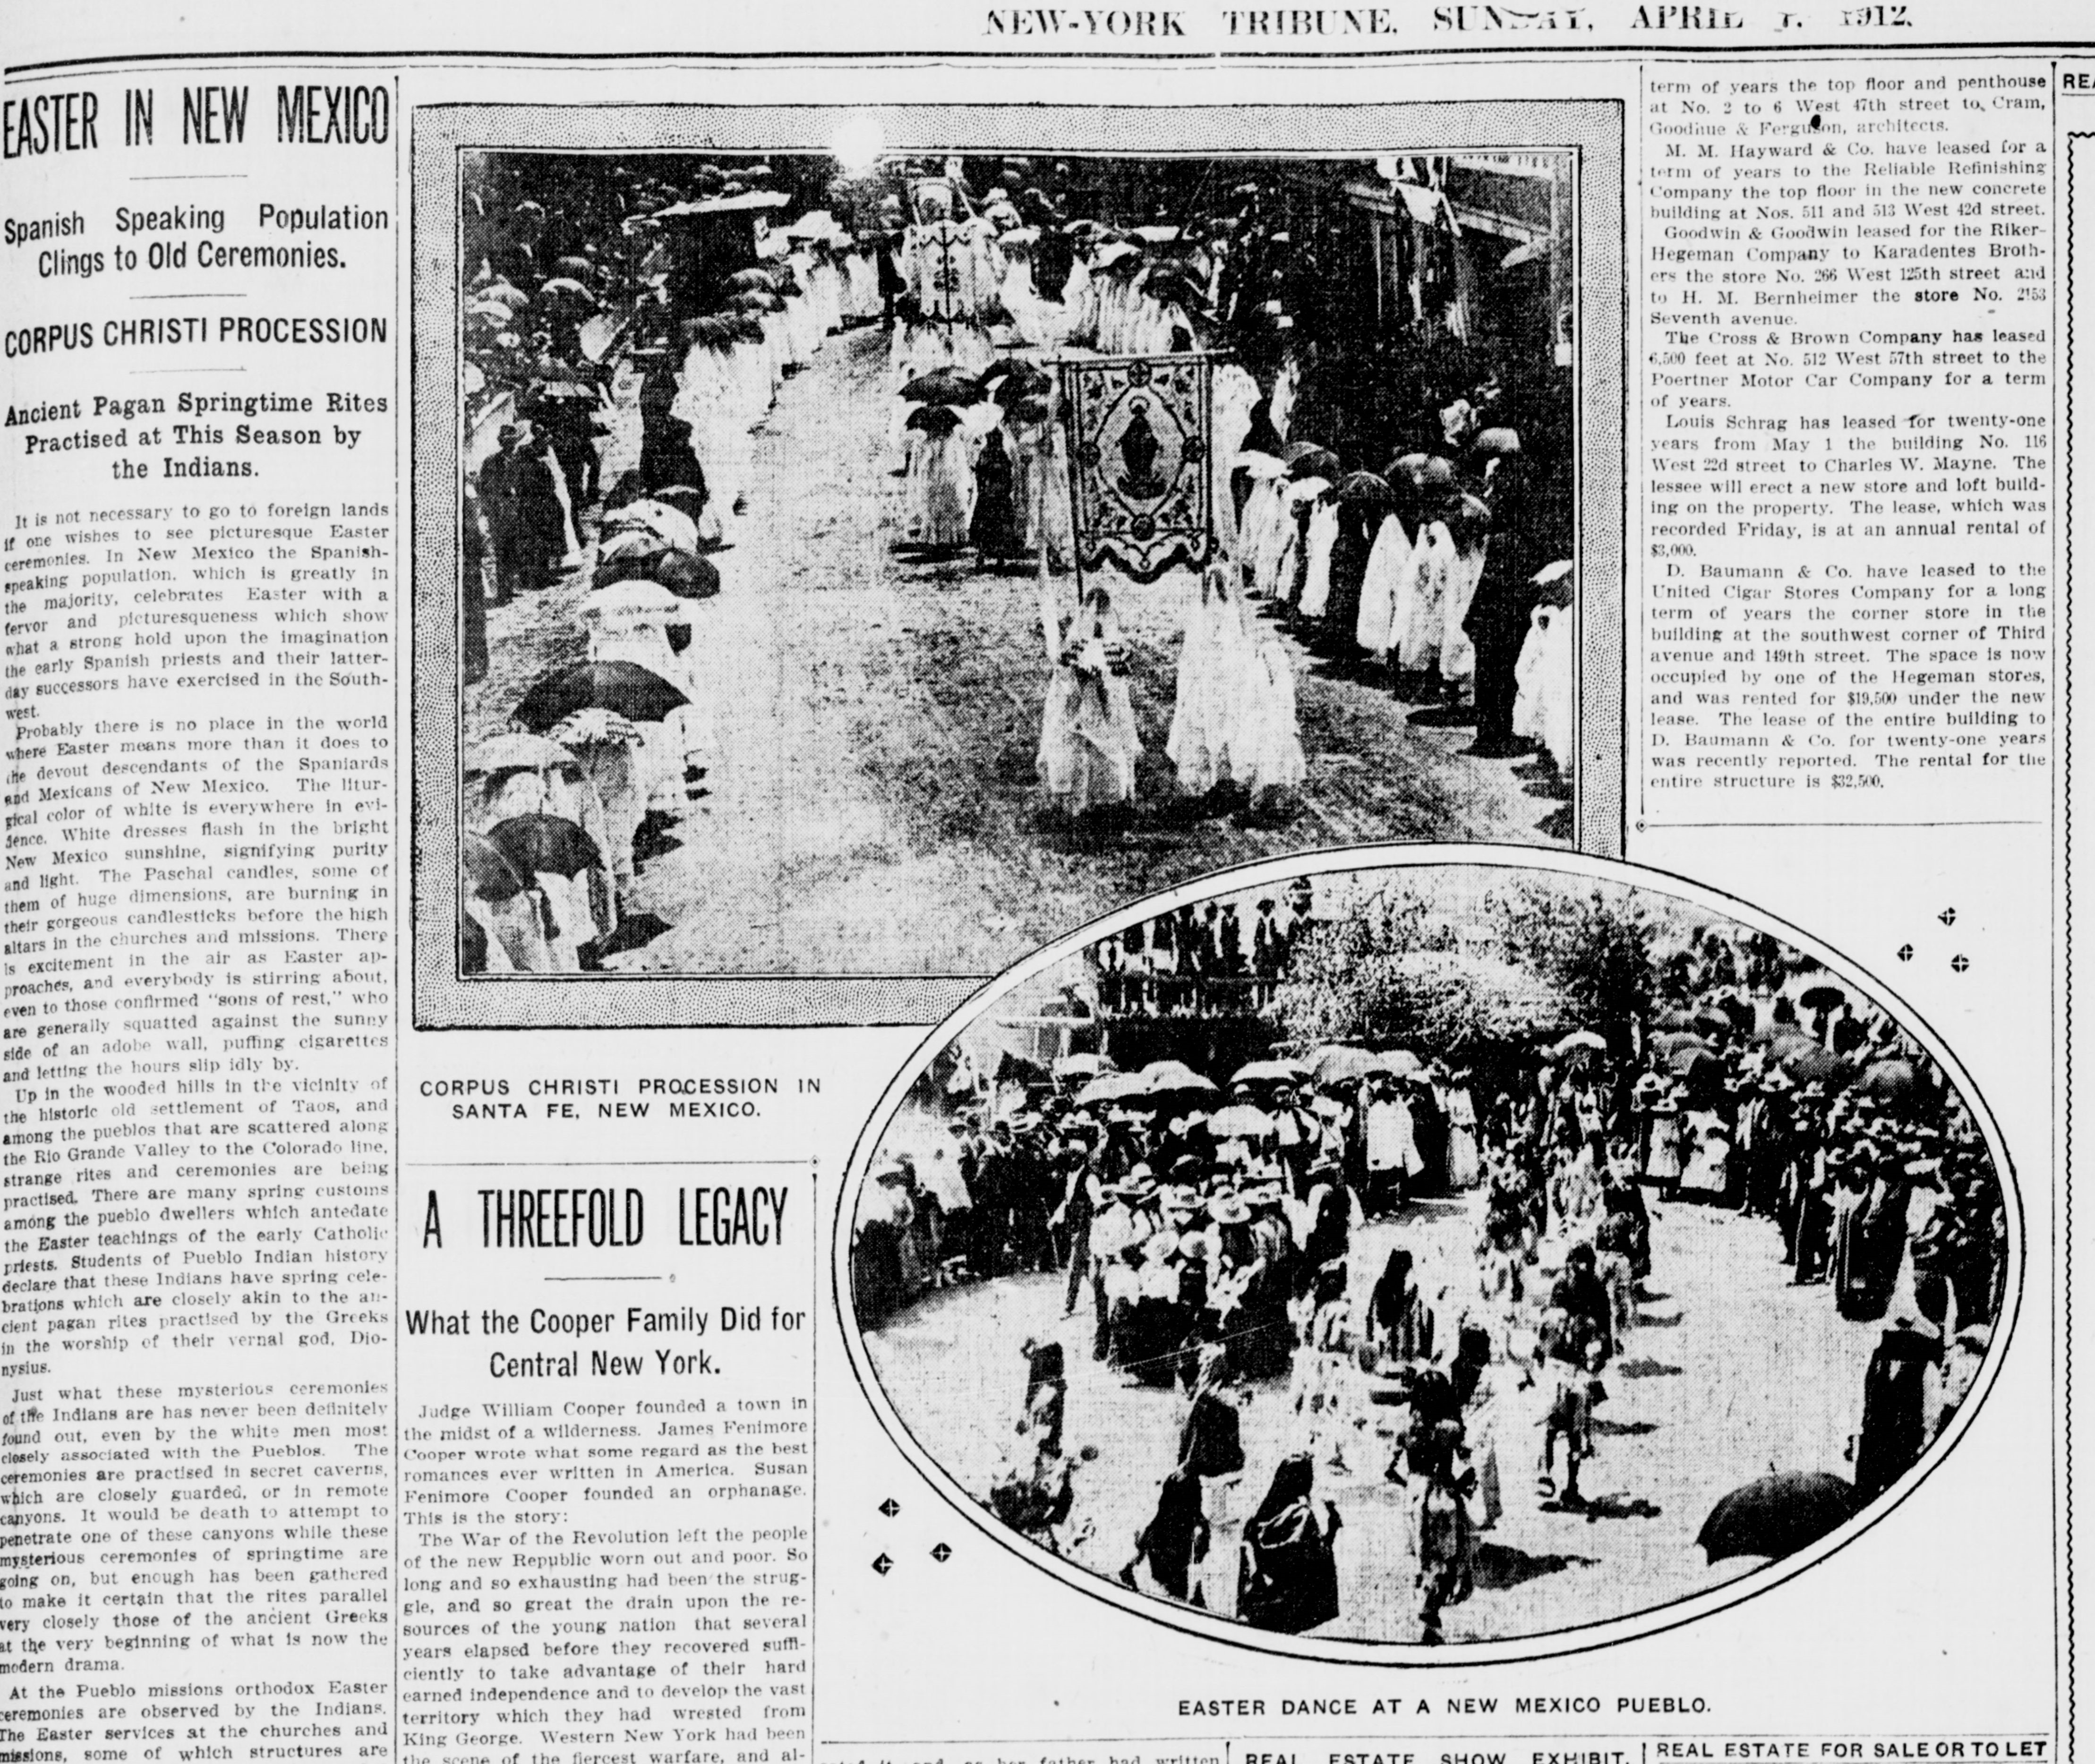 NEW-YORK TRIBUNE, SUNDAY, APRIL 1912.
EASTER IN NEW MEXICO
Spanish Speaking Population
Clings to Old Ceremonies.
CORPUS CHRISTI PROCESSION
Ancient Pagan Springtime Rites
Practised at This Season by
the Indians.
It is not necessary to go to foreign lands
if one wishes to see picturesque Easter
ceremonies. In New Mexico the Spanish-
speaking population, which is greatly in
the majority, celebrates Easter with a
fervor and picturesqueness which show
what a strong hold upon the imagination
the early Spanish priests and their latter-
day successors have exercised in the South-
west.
Probably there is no place in the world
where Easter means more than it does to
the devout descendants of the Spaniards
and Mexicans of New Mexico. The litur-
gical color of white is everywhere in evi-
dence. White dresses flash in the bright
New Mexico sunshine, signifying purity
and light. The Paschal candles, some of
them of huge dimensions, are burning in
their gorgeous candlesticks before the high
altars in the churches and missions. There
is excitement in the air as Easter ap-
proaches, and everybody is stirring about,
even to those confirmed "sons of rest," who
are generally squatted against the sunny
side of an adobe wall, puffing cigarettes
and letting the hours slip idly by.
Up in the wooded hills in the vicinity of
the historic old settlement of Taos, and
among the pueblos that are scattered along
the Rio Grande Valley to the Colorado line,
strange rites and ceremonies are being
practised. There are many spring customs
among the pueblo dwellers which antedate
the Easter teachings of the early Catholic
priests. Students of Pueblo Indian history
declare that these Indians have spring cele-
brations which are closely akin to the an-
cient pagan rites practised by the Greeks
in the worship of their vernal god, Dio-
nysius.
Just what these mysterious ceremonies
of the Indians are has never been definitely
found out, even by the white men most
closely associated with the Pueblos. The
ceremonies are practised in secret caverns,
which are closely guarded, or in remote
canyons. It would be death to attempt to
penetrate one of these canyons while these
mysterious ceremonies of springtime are
going on, but enough has been gathered
to make it certain that the rites parallel
very closely those of the ancient Greeks
at the very beginning of what is now the
modern drama.
At the Pueblo missions orthodox Easter
ceremonies are observed by the Indians.
The Easter services at the churches and
missions, some of which structures are
CORPUS CHRISTI PROCESSION IN
SANTA FE, NEW MEXICO.
A THREEFOLD LEGACY
What the Cooper Family Did for
Central New York.
Judge William Cooper founded a town in
the midst of a wilderness. James Fenimore
Cooper wrote what some regard as the best
romances ever written in America. Susan
Fenimore Cooper founded an orphanage.
This is the story:
The War of the Revolution left the people
of the new Republic worn out and poor. So
long and so exhausting had been the strug-
gle, and so great the drain upon the re-
sources of the young nation that several
years elapsed before they recovered suffi-
ciently to take advantage of their hard
earned independence and to develop the vast
territory which they had wrested from
King George. Western New York had been
the scene of the fiercest warfare, and al-
EASTER DANCE AT A NEW MEXICO PUEBLO.
her father had written
REAL ESTATE SHOW EXHIBIT.
term of years the top floor and penthouse
at No. 2 to 6 West 47th street to Cram,
Goodhue & Ferguson, architects.
M. M. Hayward & Co. have leased for a
term of years to the Reliable Refinishing
Company the top floor in the new concrete
building at Nos. 511 and 513 West 42d street.
Goodwin & Goodwin leased for the Riker-
Hegeman Company to Karadentes Broth-
ers the store No. 266 West 125th street and
to H. M. Bernheimer the store No. 2153
Seventh avenue.
The Cross & Brown Company has leased
6,500 feet at No. 512 West 57th street to the
Poertner Motor Car Company for a term
of years.
Louis Schrag has leased for twenty-one
years from May 1 the building No. 116
West 22d street to Charles W. Mayne. The
lessee will erect a new store and loft build-
ing on the property. The lease, which was
recorded Friday, is at an annual rental of
$3,000.
D. Baumann & Co. have leased to the
United Cigar Stores Company for a long
term of years the corner store in the
building at the southwest corner of Third
avenue and 149th street. The space is now
occupied by one of the Hegeman stores,
and was rented for $19,500 under the new
lease. The lease of the entire building to
D. Baumann & Co. for twenty-one years
was recently reported. The rental for the
entire structure is $32,500.
REAL ESTATE FOR SALE OR TO LET
REA